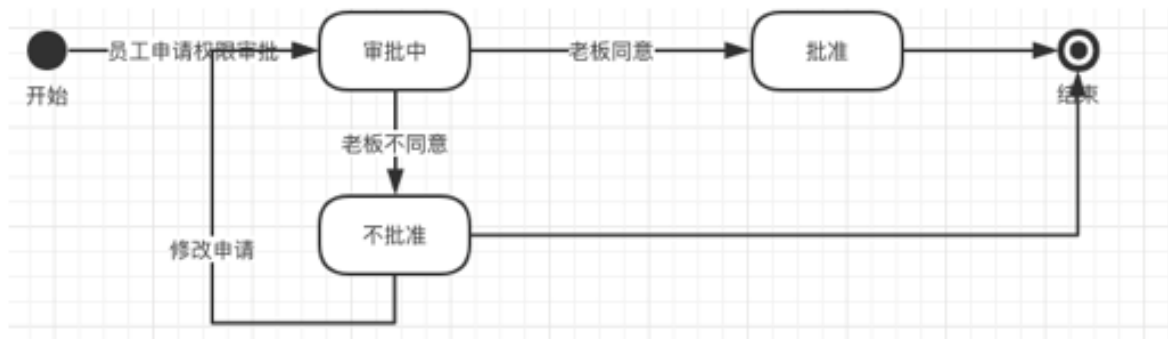 员工申请权限审批
审批中
老板同意
批准
开始
结束
老板不同意
不批准
修改申请